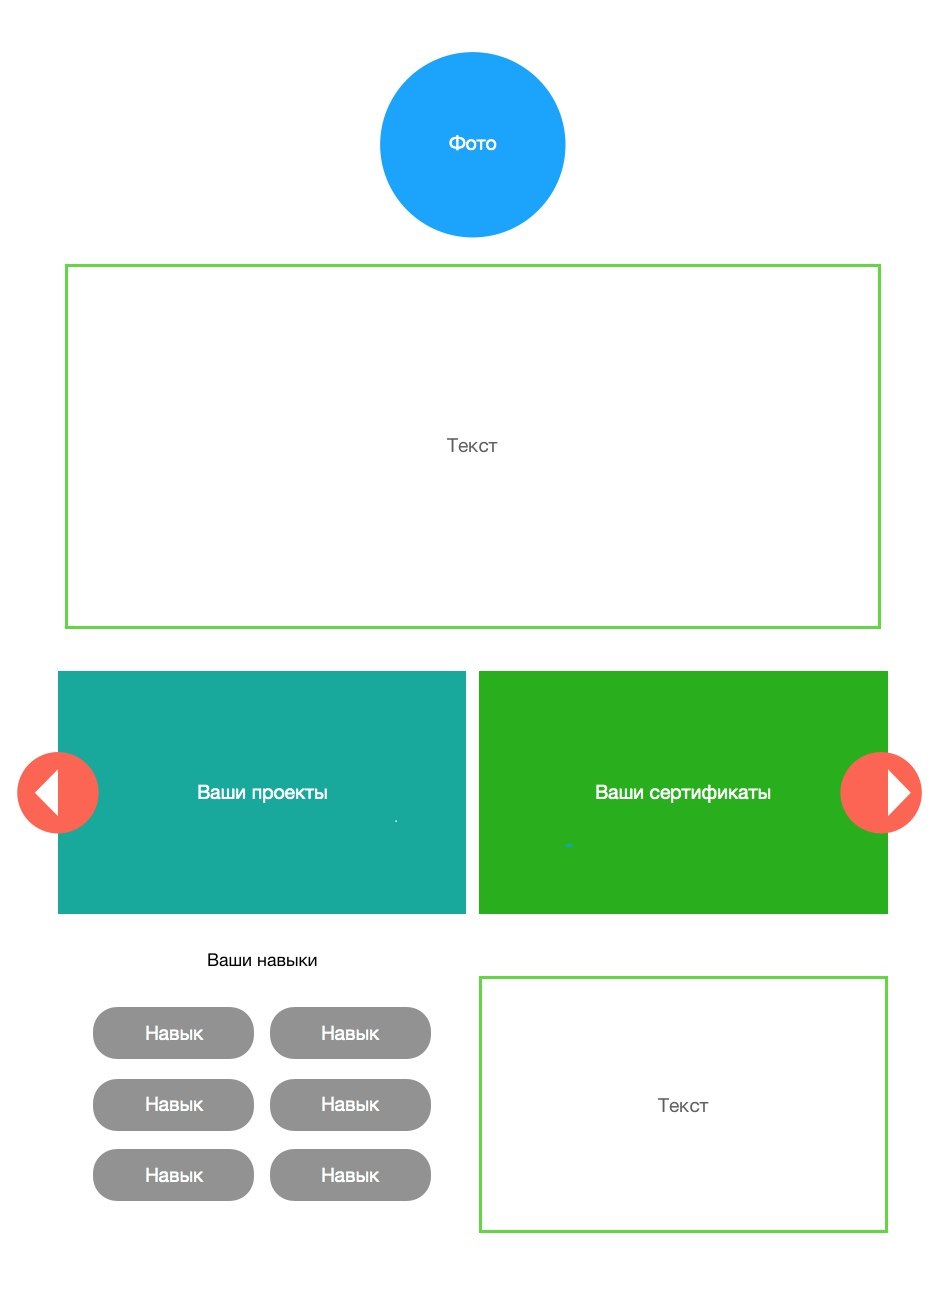 Фото
Текст
Ваши проекты
Ваши сертификаты
Ваши навыки
Навык
Навык
Навык
Навык
Навык
Навык
Текст